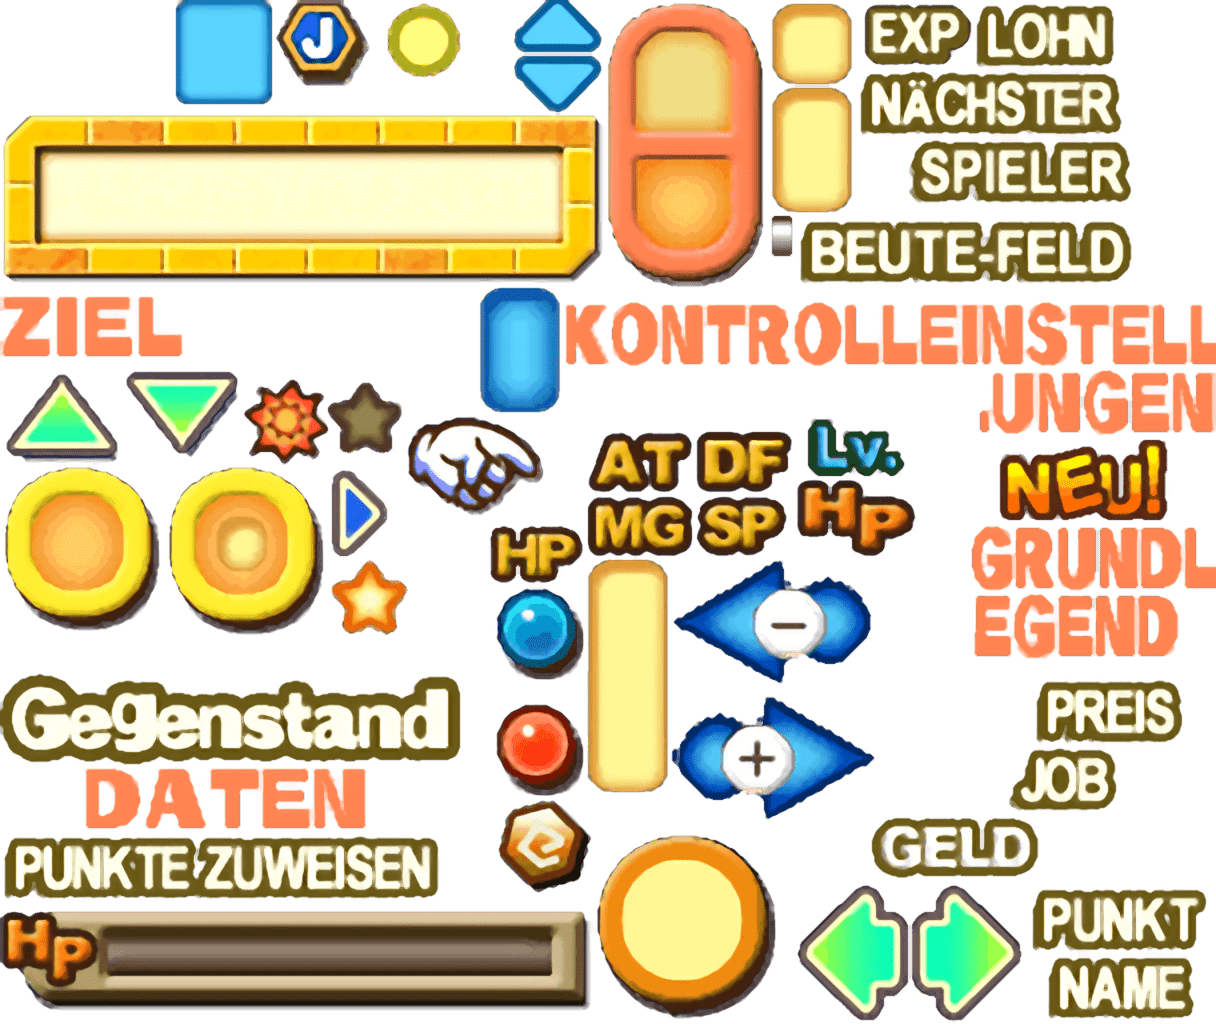 J
EXP LOHN
NÄCHSTER
SPIELER
BEUTE-FELD
ZIEL
KONTROLLEINSTELL
UNGEN
AT DF
Lv.
MG SP
HP
NEU!
HP
GRUNDL
EGEND
Gegenstand
PREIS
DATEN
JOB
PUNKTE ZUWEISEN
GELD
HP
PUNKT
NAME